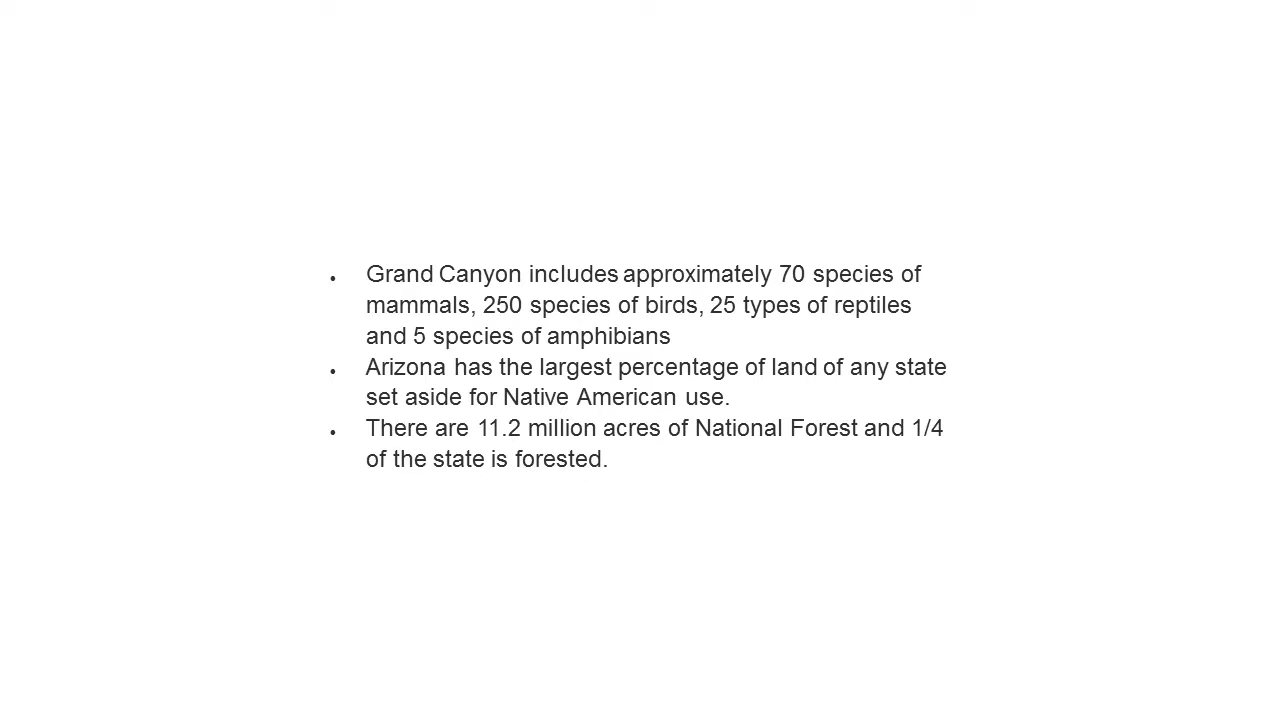 • Grand Canyon includes approximately 70 species of
mammals, 250 species of birds, 25 types of reptiles
and 5 species of amphibians
• Arizona has the largest percentage of land of any state
set aside for Native American use.
• There are 11.2 million acres of National Forest and 1/4
of the state is forested.